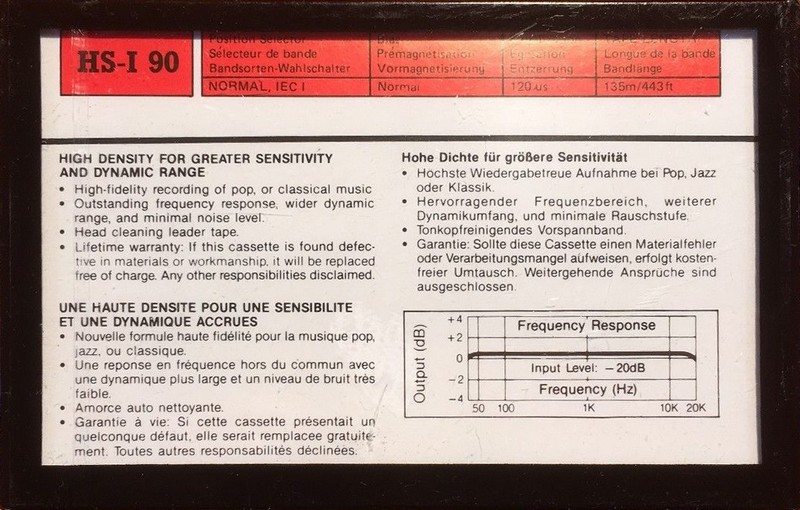 HS-I 90
Position Selector
Sélecteur de bande
Bandsorten-Wahlschalter
NORMAL, IEC I
Bias
Prémagnétisation
Vormagnetisierung
Normal
Entzerrung
120us
TAPE LENGTH
Longue de la bande
Bandlänge
135m/443ft
HIGH DENSITY FOR GREATER SENSITIVITY
AND DYNAMIC RANGE
• High-fidelity recording of pop, or classical music
• Outstanding frequency response, wider dynamic
range, and minimal noise level.
• Head cleaning leader tape.
• Lifetime warranty: If this cassette is found defec-
tive in materials or workmanship, it will be replaced
free of charge. Any other responsibilities disclaimed.
UNE HAUTE DENSITE POUR UNE SENSIBILITE
ET UNE DYNAMIQUE ACCRUES
• Nouvelle formule haute fidélité pour la musique pop,
jazz, ou classique.
• Une reponse en fréquence hors du commun avec
une dynamique plus large et un niveau de bruit très
faible.
• Amorce auto nettoyante.
• Garantie à vie: Si cette cassette présentait un
quelconque défaut, elle serait remplacee gratuite-
ment. Toutes autres responsabilités déclinées.
Hohe Dichte für größere Sensitivität
• Höchste Wiedergabetreue Aufnahme bei Pop, Jazz
oder Klassik.
• Hervorragender Frequenzbereich, weiterer
Dynamikumfang, und minimale Rauschstufe.
• Tonkopfreinigendes Vorspannband.
• Garantie: Sollte diese Cassette einen Materialfehler
oder Verarbeitungsmangel aufweisen, erfolgt kosten-
freier Umtausch. Weitergehende Ansprüche sind
ausgeschlossen.
Output (dB)
+4
+2
0
−2
−4
Frequency Response
Input Level: −20dB
Frequency (Hz)
50 100 1K 10K 20K